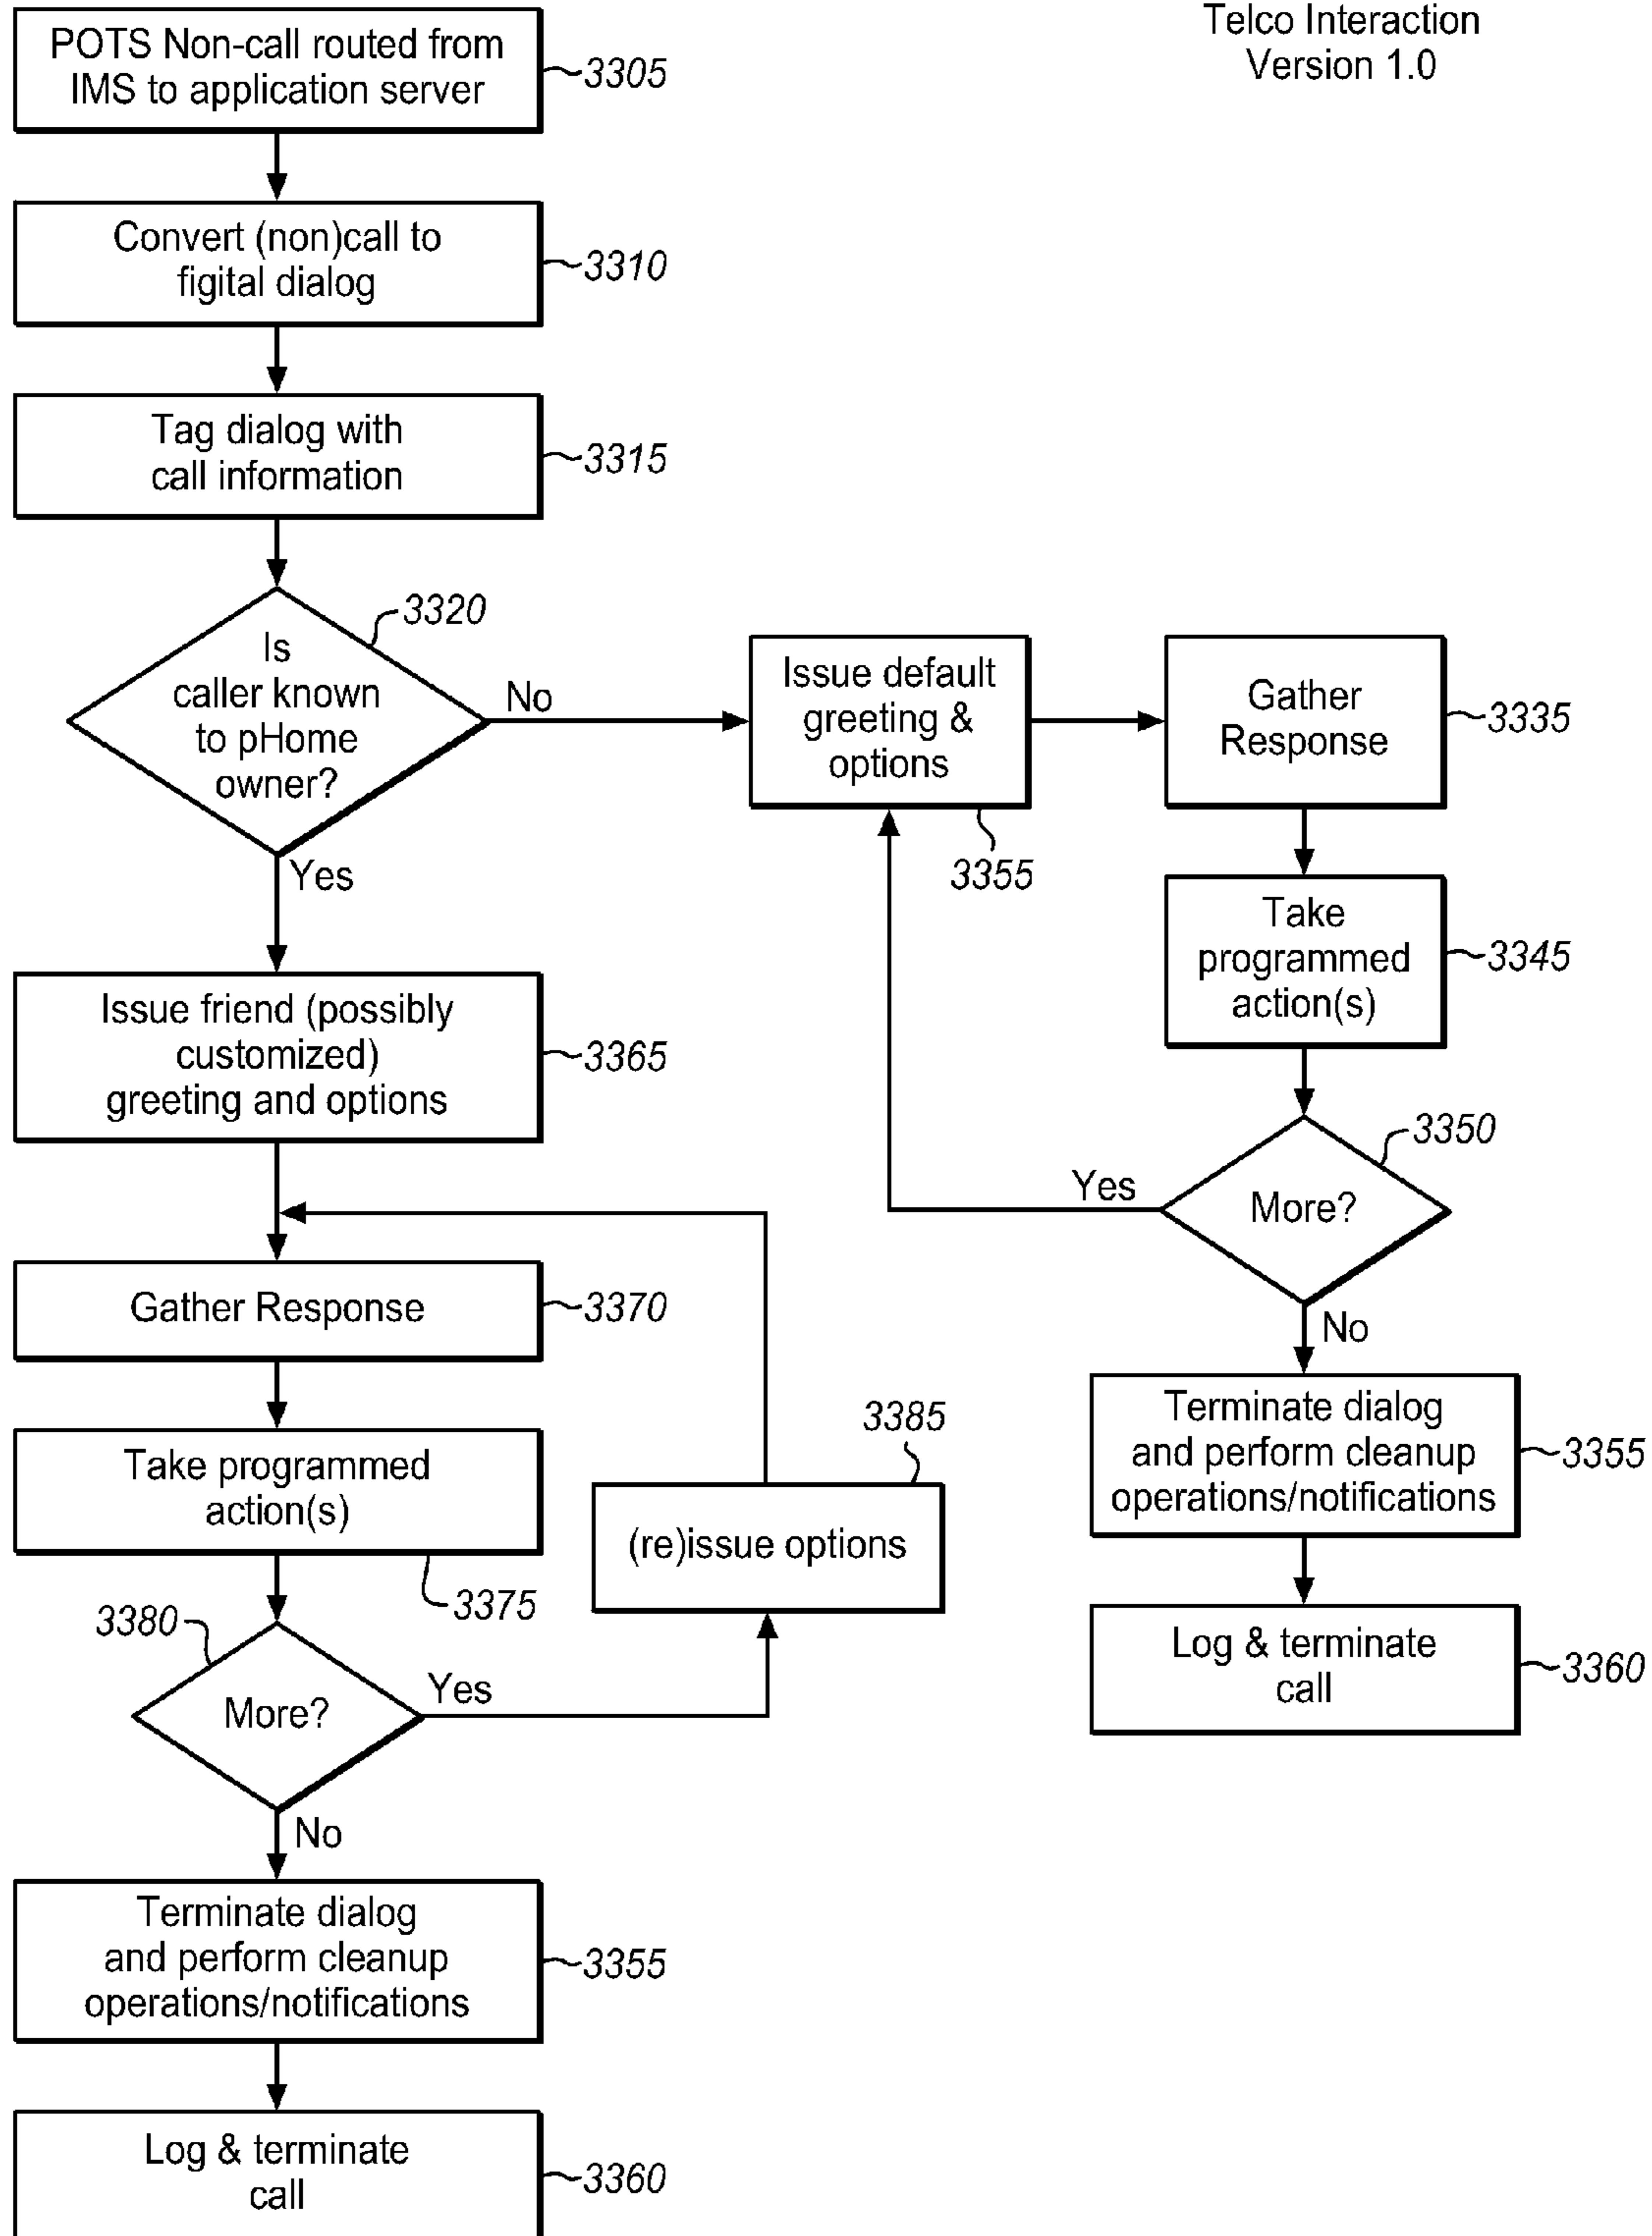 Telco Interaction
Version 1.0
POTS Non-call routed from
IMS to application server
3305
Convert (non)call to
figital dialog
3310
Tag dialog with
call information
3315
3320
Is
caller known
to pHome
owner?
No
Yes
Issue default
greeting &
options
3355
Gather
Response
3335
Take
programmed
action(s)
3345
3350
More?
Yes
No
Terminate dialog
and perform cleanup
operations/notifications
3355
Log & terminate
call
3360
Issue friend (possibly
customized)
greeting and options
3365
Gather Response
3370
Take programmed
action(s)
3375
3380
More?
Yes
3385
(re)issue options
No
Terminate dialog
and perform cleanup
operations/notifications
3355
Log & terminate
call
3360